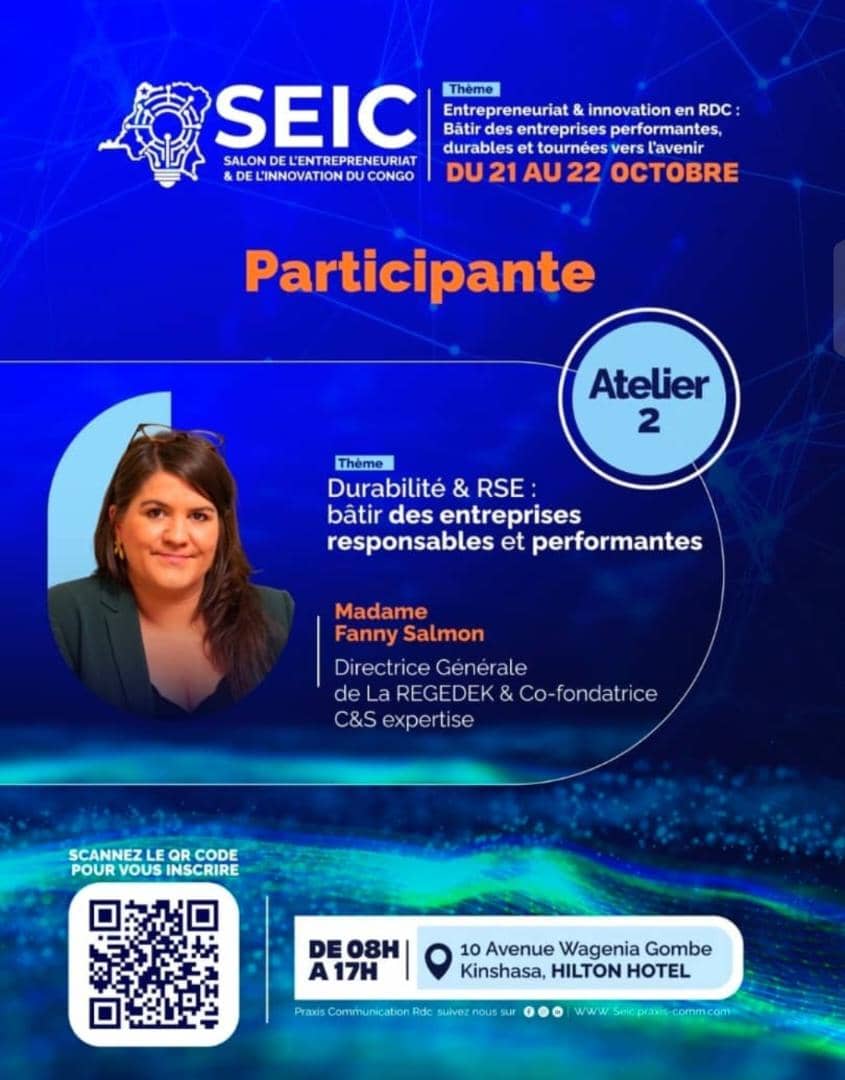 SEIC
SALON DE L'ENTREPRENEURIAT
& DE L'INNOVATION DU CONGO
Thème
Entrepreneuriat & innovation en RDC :
Bâtir des entreprises performantes,
durables et tournées vers l'avenir
DU 21 AU 22 OCTOBRE
Participante
Atelier
2
Thème
Durabilité & RSE :
bâtir des entreprises
responsables et performantes
Madame
Fanny Salmon
Directrice Générale
de La REGEDEK & Co-fondatrice
C&S expertise
SCANNEZ LE QR CODE
POUR VOUS INSCRIRE
DE 08H
A 17H
10 Avenue Wagenia Gombe
Kinshasa, HILTON HOTEL
Praxis Communication Rdc suivez nous sur WWW. Seic.praxis-comm.com